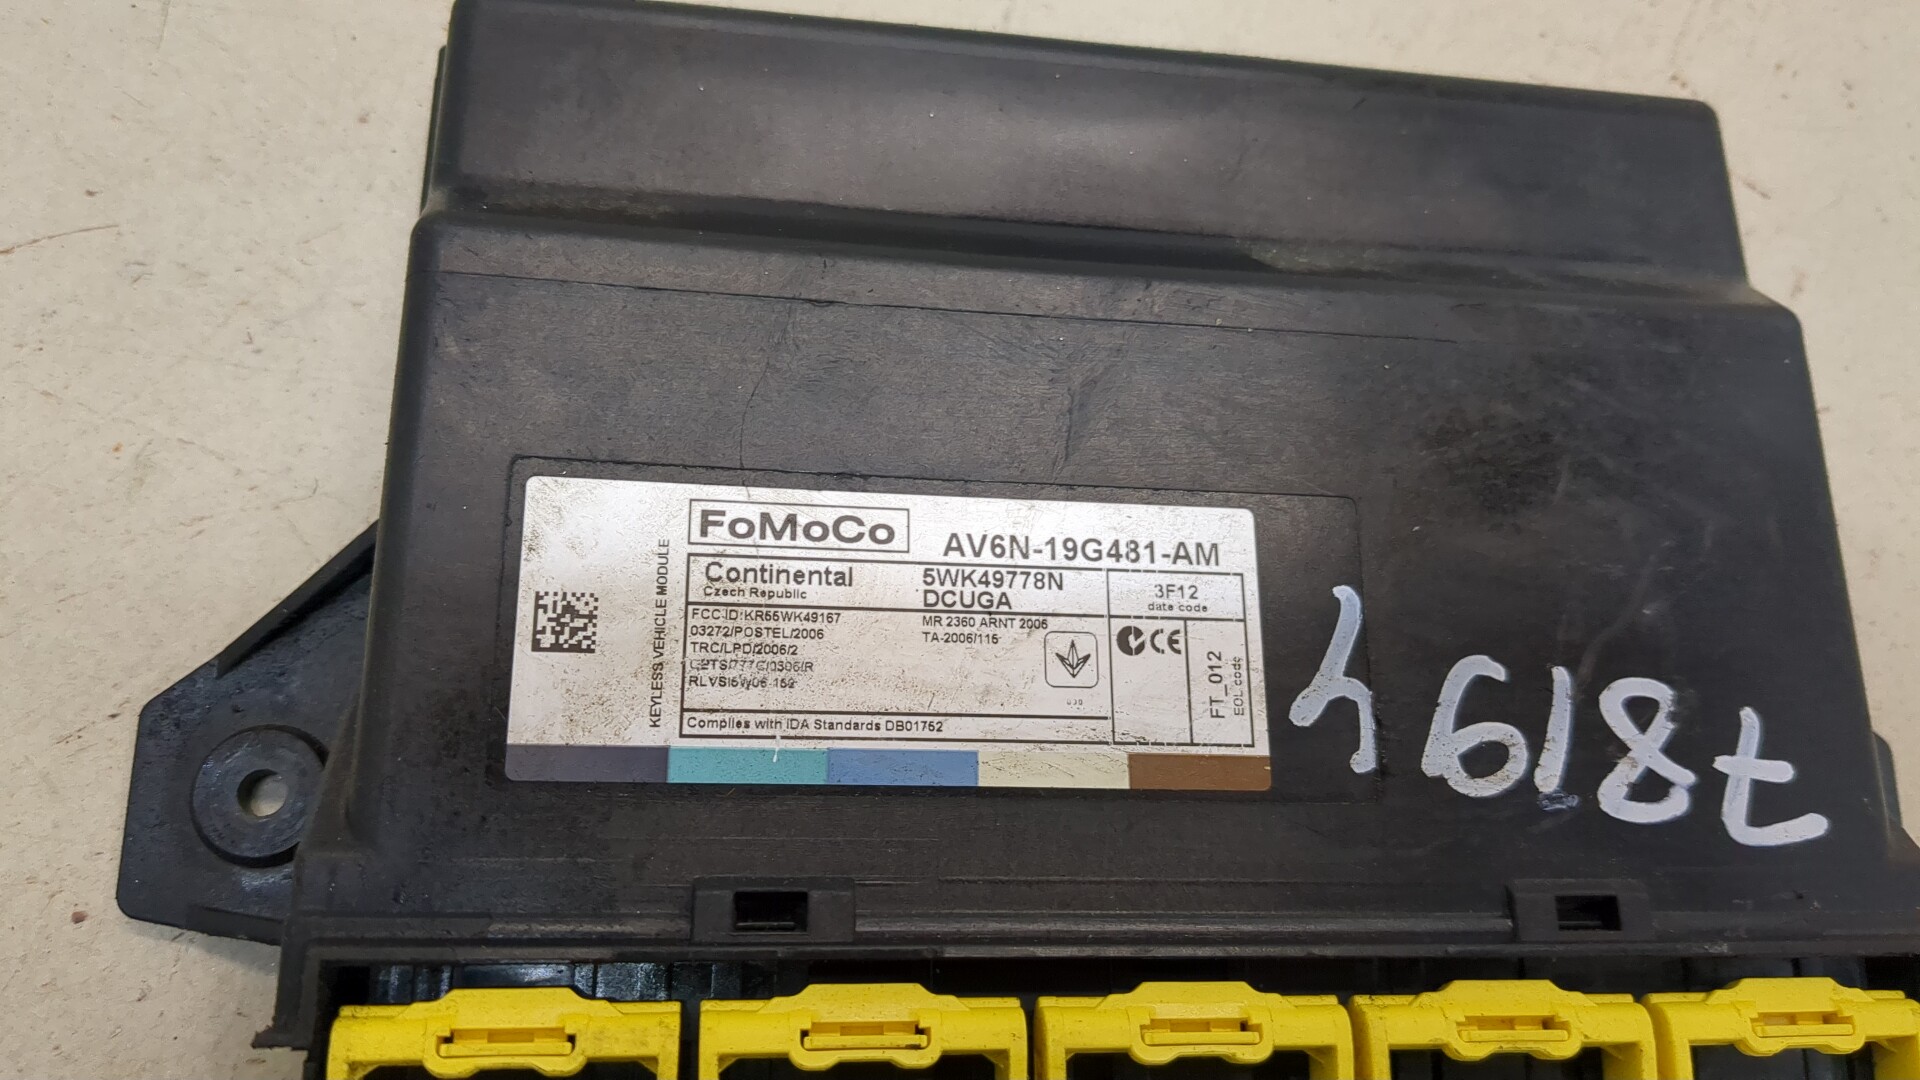 FoMoCo AV6N-19G481-AM
KEYLESS VEHICLE MODULE
Continental 5WK49778N
Czech Republic DCUGA
3F12
date code
FCC-ID:KR55WK49167 MR 2360 ARNT 2006
03272/POSTEL/2006 TA-2006/115
TRC/LPD/2006/2
CE
FT_012
EOL code
Complies with IDA Standards DB01752